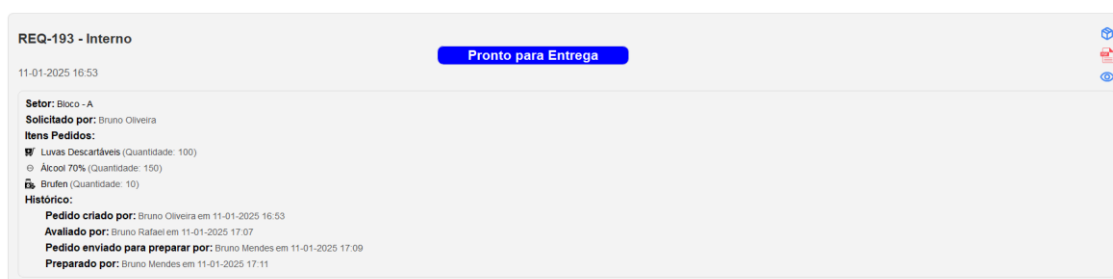 REQ-193 - Interno
Pronto para Entrega
11-01-2025 16:53
Setor: Bloco - A
Solicitado por: Bruno Oliveira
Itens Pedidos:
Luvas Descartáveis (Quantidade: 100)
Álcool 70% (Quantidade: 150)
Brufen (Quantidade: 10)
Histórico:
Pedido criado por: Bruno Oliveira em 11-01-2025 16:53
Avaliado por: Bruno Rafael em 11-01-2025 17:07
Pedido enviado para preparar por: Bruno Mendes em 11-01-2025 17:09
Preparado por: Bruno Mendes em 11-01-2025 17:11